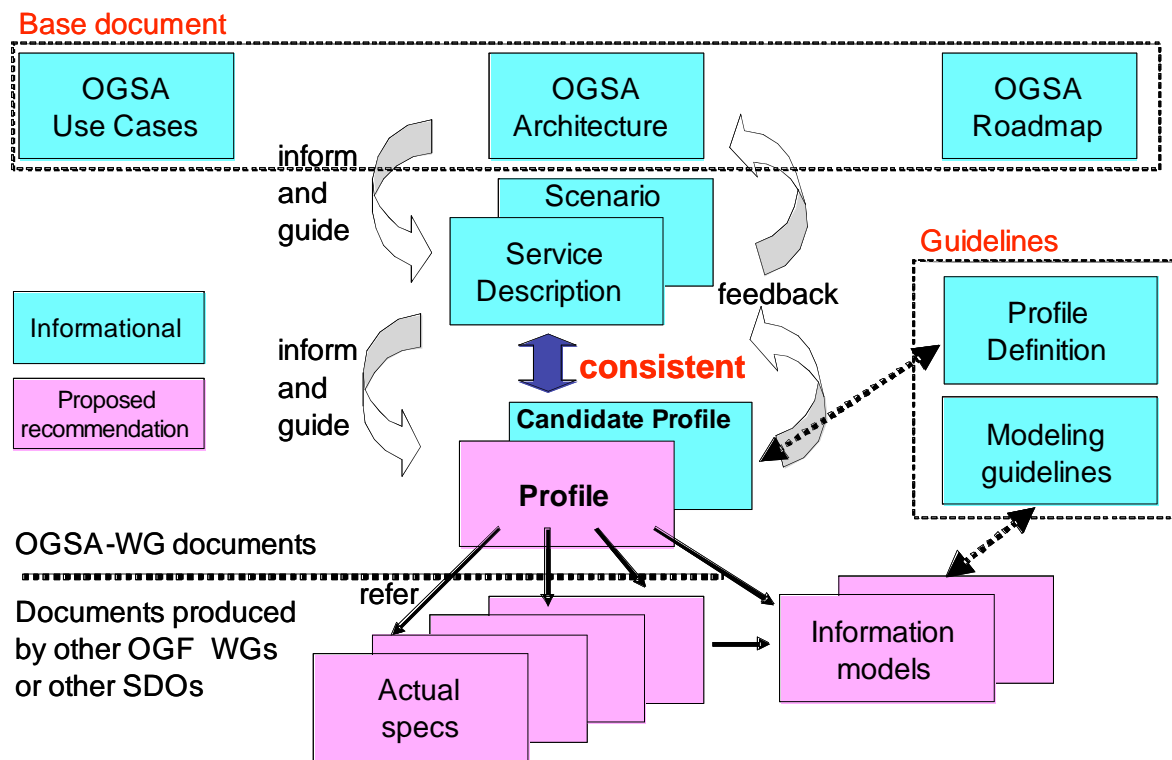 Base document
OGSA
Use Cases
OGSA
Architecture
OGSA
Roadmap
inform
and
guide
Scenario
Service
Description
feedback
Guidelines
Profile
Definition
Modeling
guidelines
Informational
Proposed
recommendation
inform
and
guide
consistent
Candidate Profile
Profile
OGSA-WG documents
refer
Documents produced
by other OGF WGs
or other SDOs
Actual
specs
Information
models